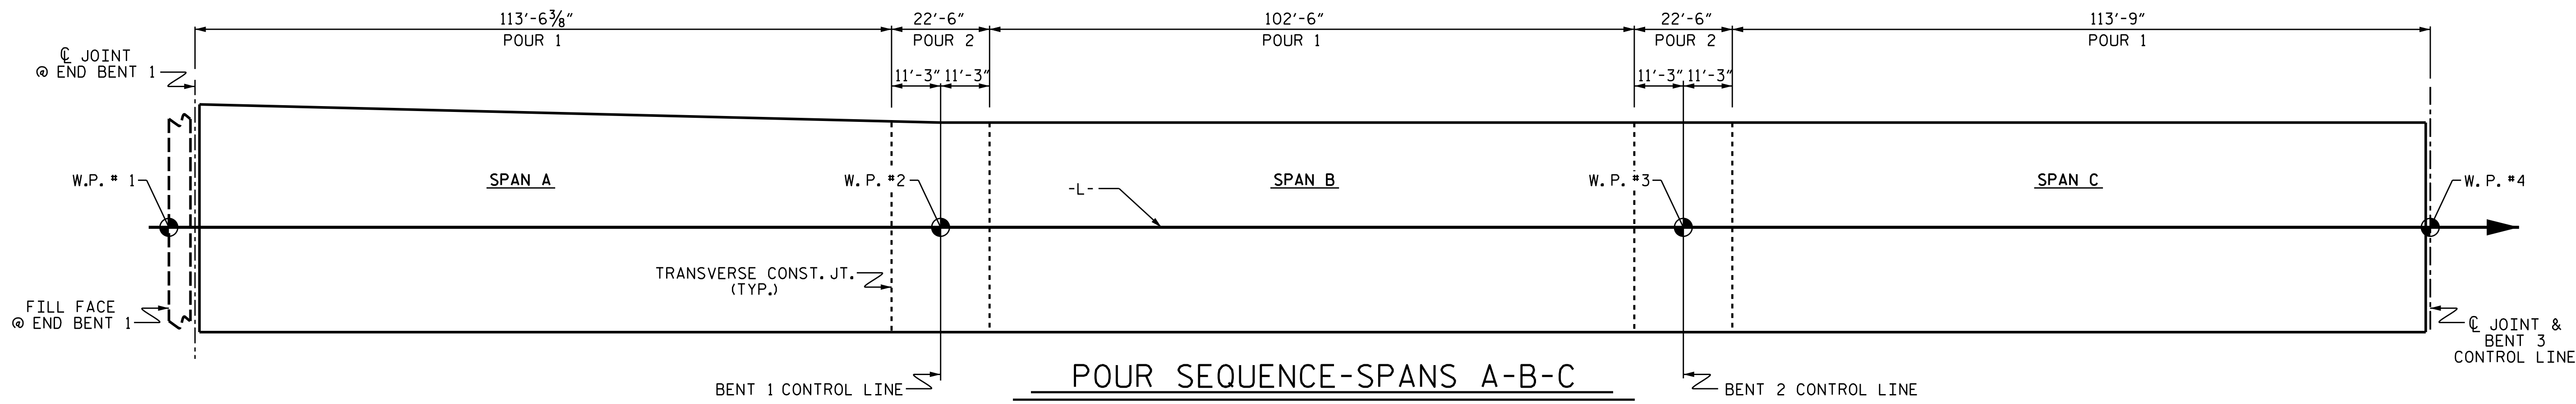 113'-6⅜"
22'-6"
102'-6"
22'-6"
113'-9"
POUR 1
POUR 2
POUR 1
POUR 2
POUR 1
℄ JOINT
@ END BENT 1
11'-3" 11'-3"
11'-3" 11'-3"
W.P. # 1
SPAN A
W.P. #2
-L-
SPAN B
W.P. #3
SPAN C
W.P. #4
TRANSVERSE CONST. JT.
(TYP.)
FILL FACE
@ END BENT 1
℄ JOINT &
BENT 3
CONTROL LINE
BENT 1 CONTROL LINE
POUR SEQUENCE-SPANS A-B-C
BENT 2 CONTROL LINE